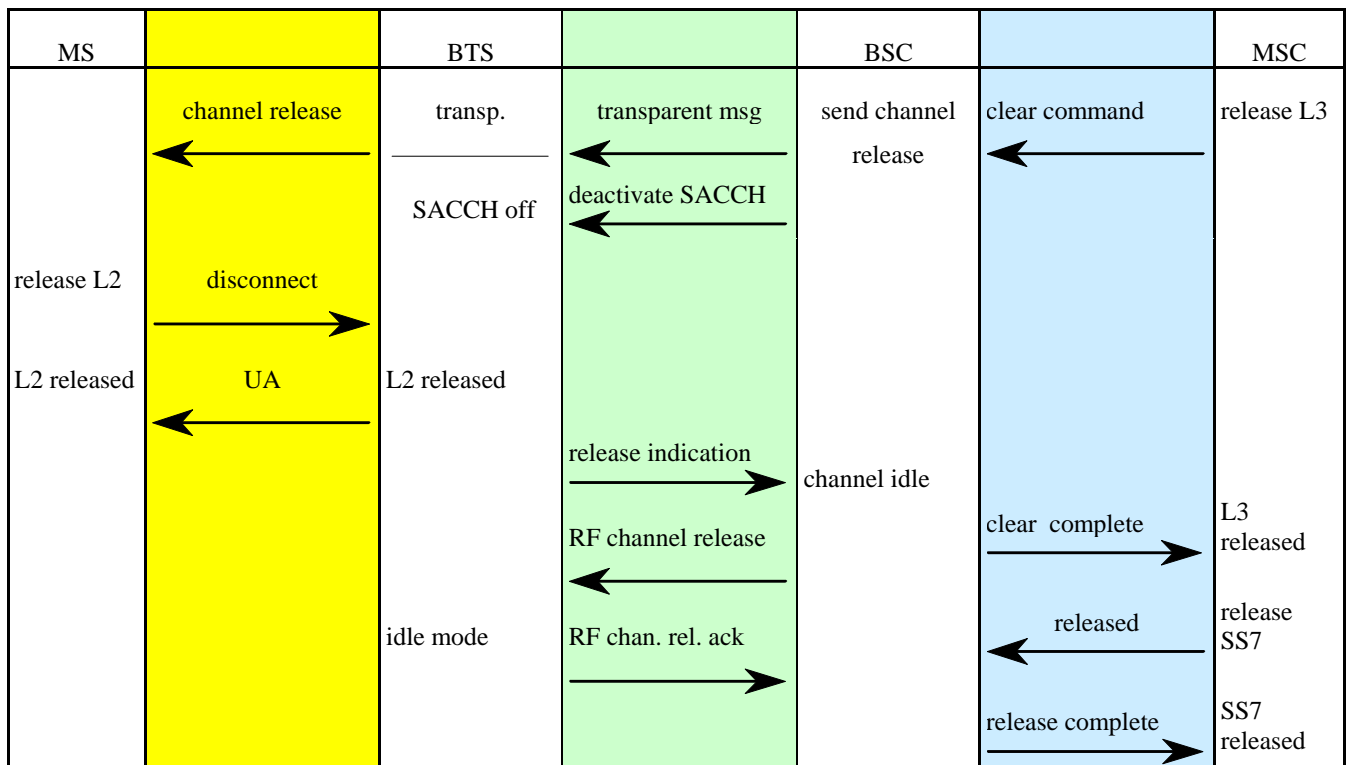 MS BTS BSC MSC
channel release transp. transparent msg send channel clear command release L3
release
SACCH off deactivate SACCH
release L2 disconnect
L2 released UA L2 released
release indication
channel idle
clear complete L3
released
RF channel release
idle mode RF chan. rel. ack released release
SS7
release complete SS7
released